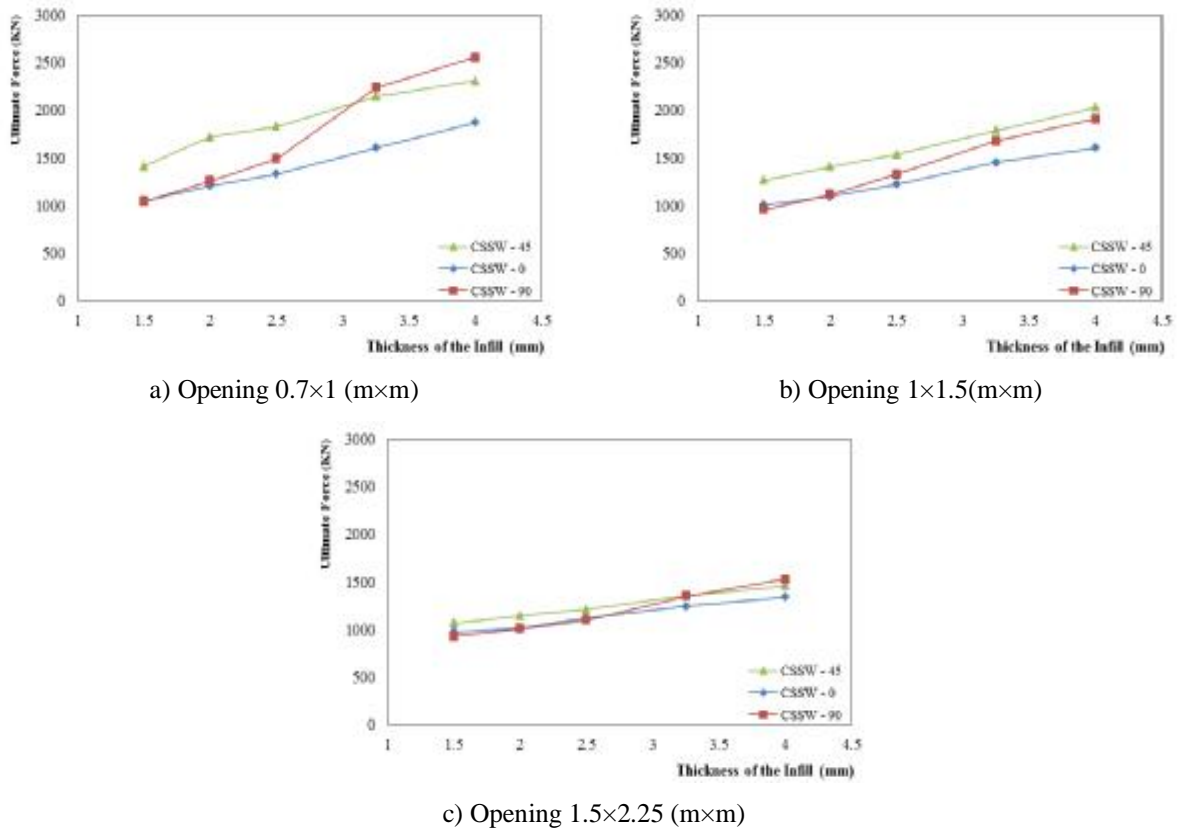 Ultimate Force (KN)
3000
2500
2000
1500
1000
500
0
CSSW - 45
CSSW - 0
CSSW - 90
1 1.5 2 2.5 3 3.5 4 4.5
Thickness of the Infill (mm)
a) Opening 0.7×1 (m×m)
Ultimate Force (KN)
3000
2500
2000
1500
1000
500
0
CSSW - 45
CSSW - 0
CSSW - 90
1 1.5 2 2.5 3 3.5 4 4.5
Thickness of the Infill (mm)
b) Opening 1×1.5(m×m)
Ultimate Force (KN)
3000
2500
2000
1500
1000
500
0
CSSW - 45
CSSW - 0
CSSW - 90
1 1.5 2 2.5 3 3.5 4 4.5
Thickness of the Infill (mm)
c) Opening 1.5×2.25 (m×m)